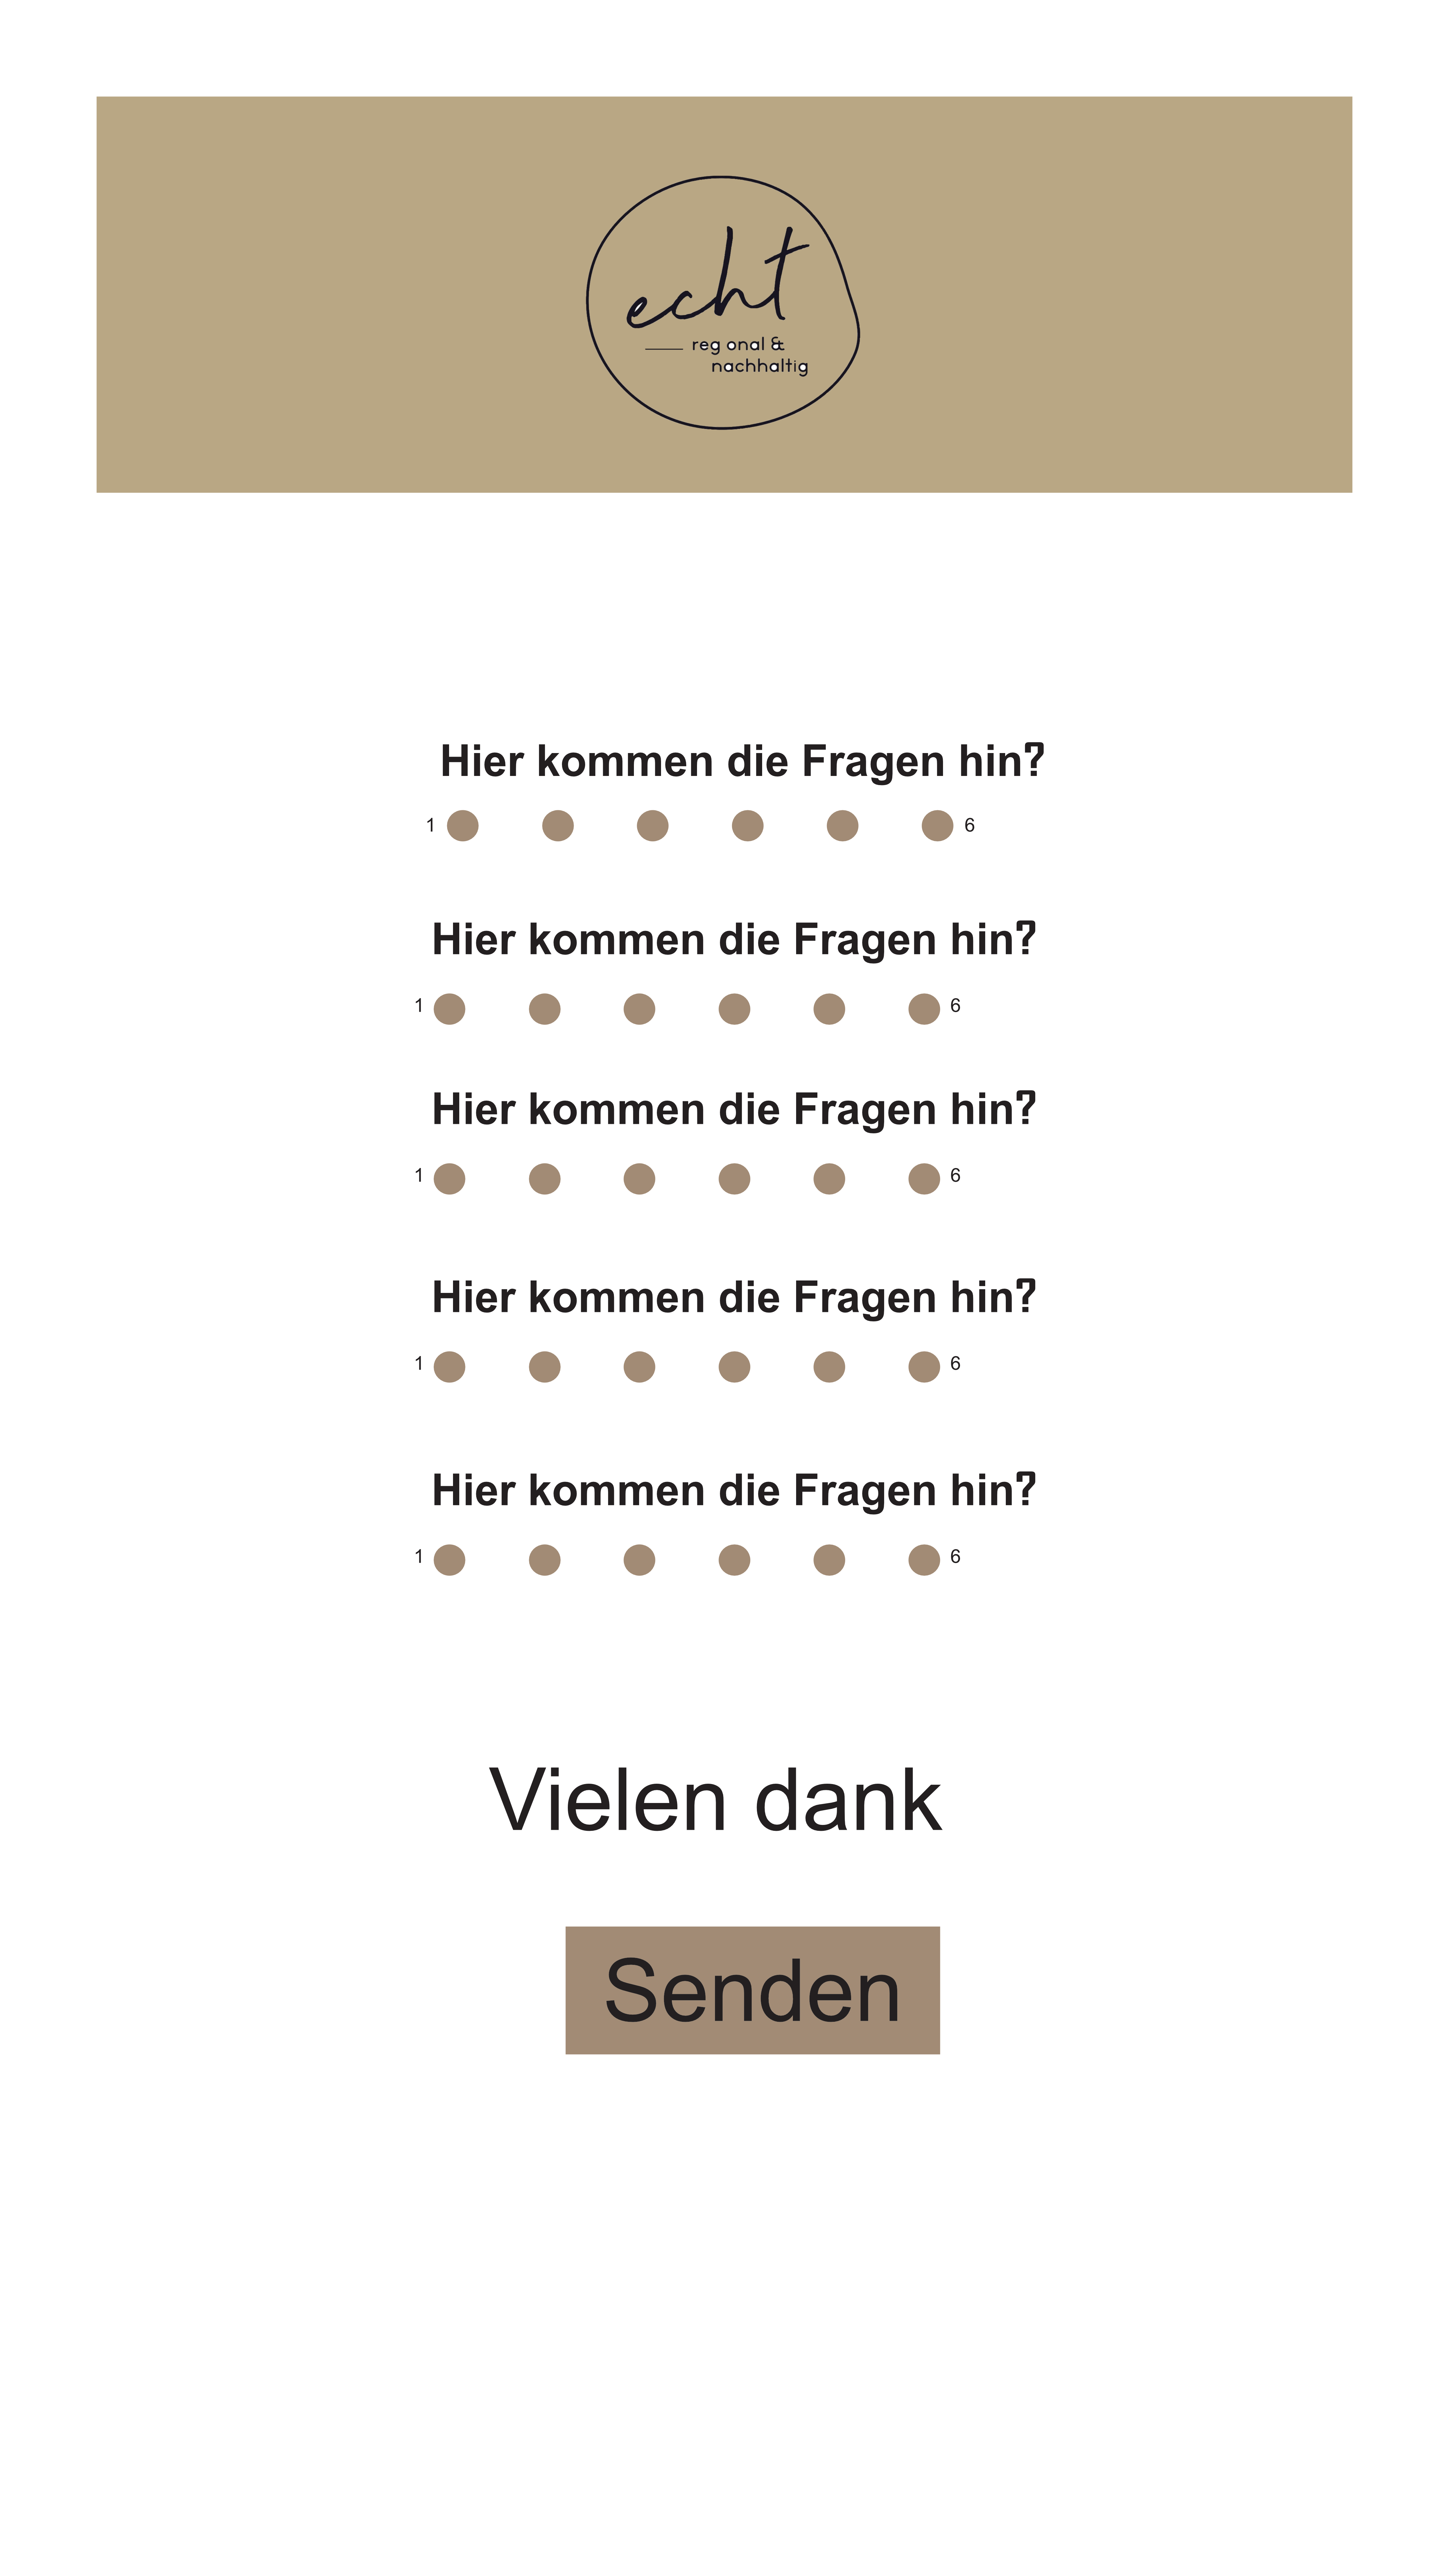 echt
reg onal &
nachhaltig
Hier kommen die Fragen hin?
1 6
Hier kommen die Fragen hin?
1 6
Hier kommen die Fragen hin?
1 6
Hier kommen die Fragen hin?
1 6
Hier kommen die Fragen hin?
1 6
Vielen dank
Senden